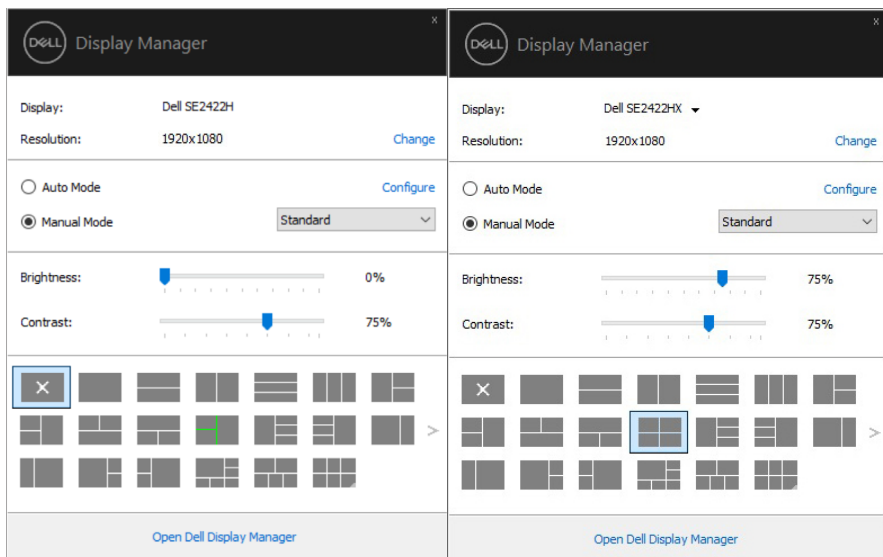 DELL Display Manager x
Display: Dell SE2422H
Resolution: 1920x1080 Change
Auto Mode Configure
Manual Mode Standard
Brightness: 0%
Contrast: 75%
Open Dell Display Manager
DELL Display Manager x
Display: Dell SE2422HX
Resolution: 1920x1080 Change
Auto Mode Configure
Manual Mode Standard
Brightness: 75%
Contrast: 75%
Open Dell Display Manager